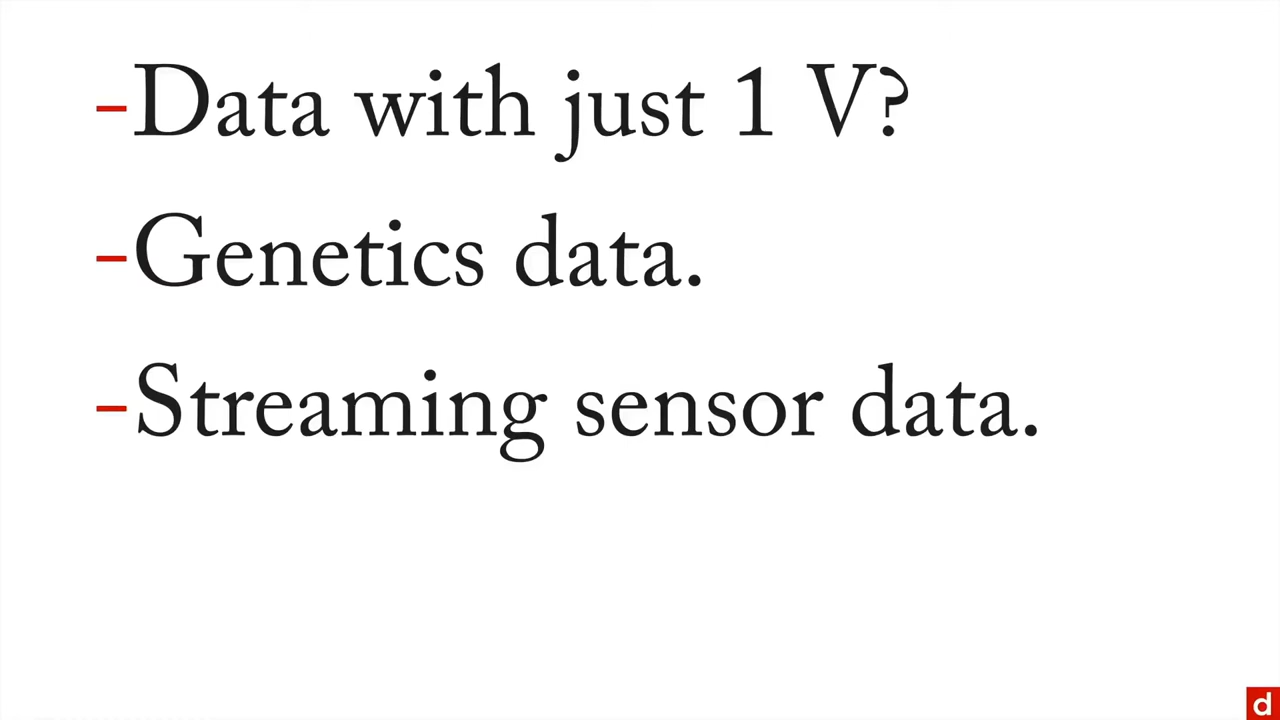 -Data with just 1 V?
-Genetics data.
-Streaming sensor data.
d